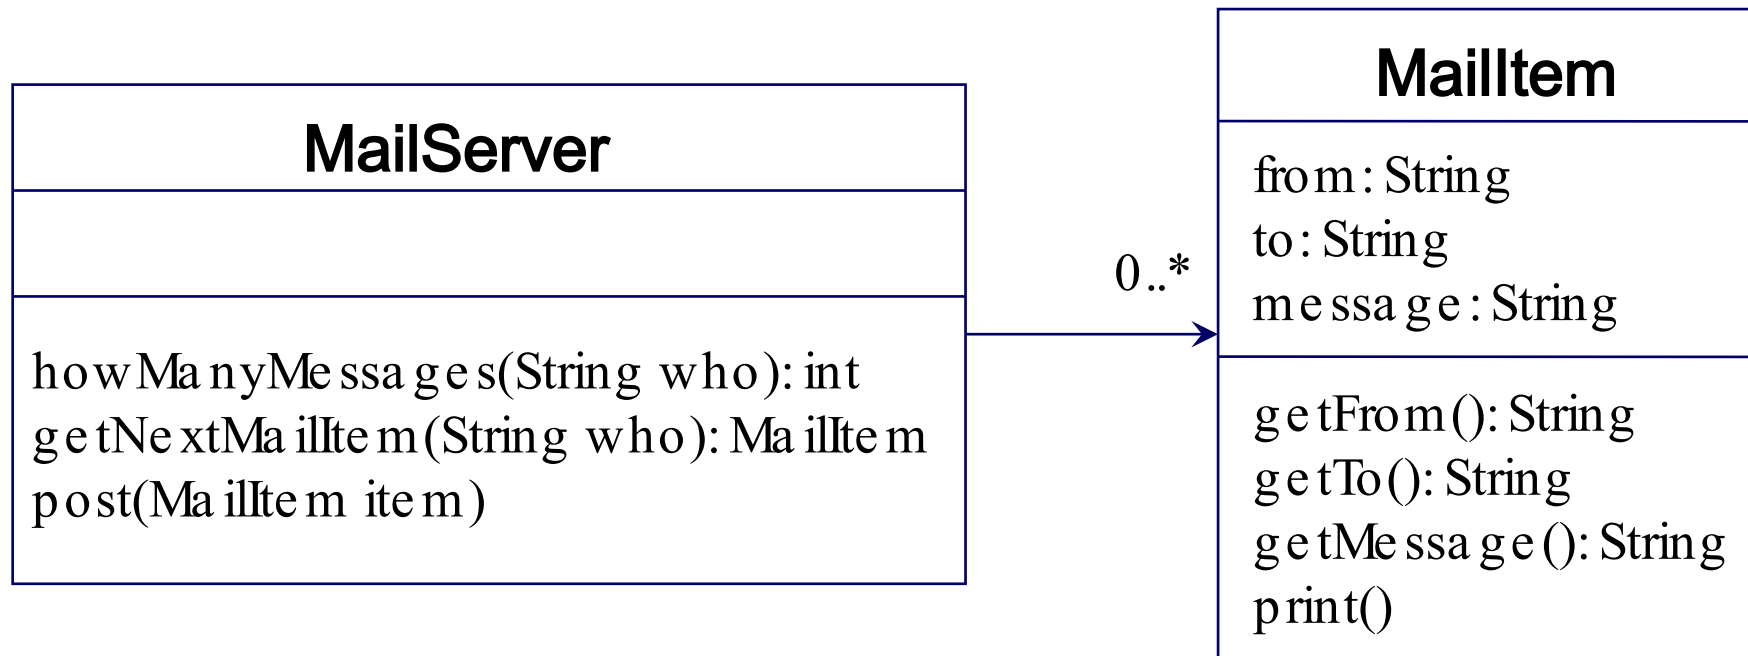 MailServer
howManyMessages(String who): int
getNextMailItem(String who): MailItem
post(MailItem item)
0..*
MailItem
from: String
to: String
message: String
getFrom(): String
getTo(): String
getMessage(): String
print()